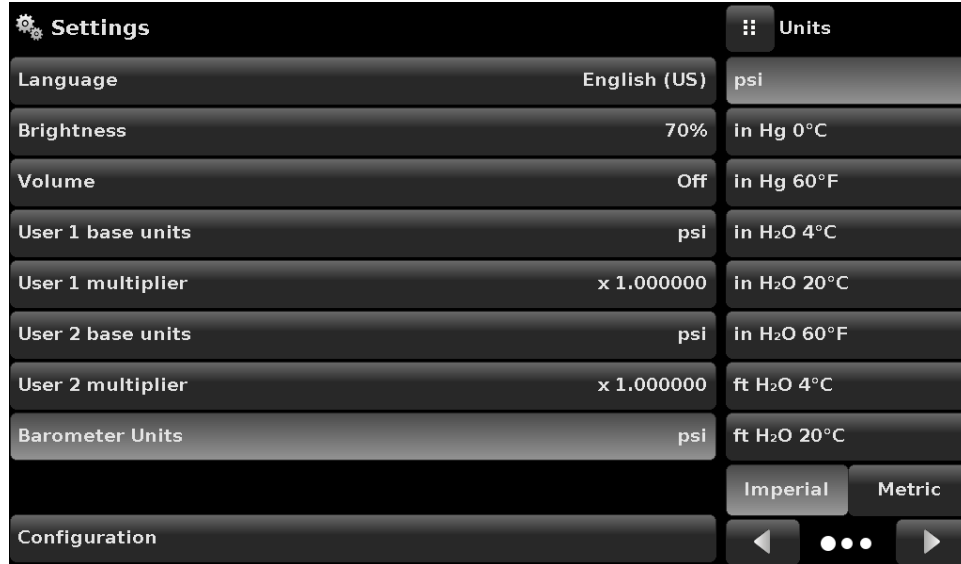 Settings
Language English (US)
Brightness 70%
Volume Off
User 1 base units psi
User 1 multiplier x 1.000000
User 2 base units psi
User 2 multiplier x 1.000000
Barometer Units psi
Configuration
Units
psi
in Hg 0°C
in Hg 60°F
in H₂O 4°C
in H₂O 20°C
in H₂O 60°F
ft H₂O 4°C
ft H₂O 20°C
Imperial Metric